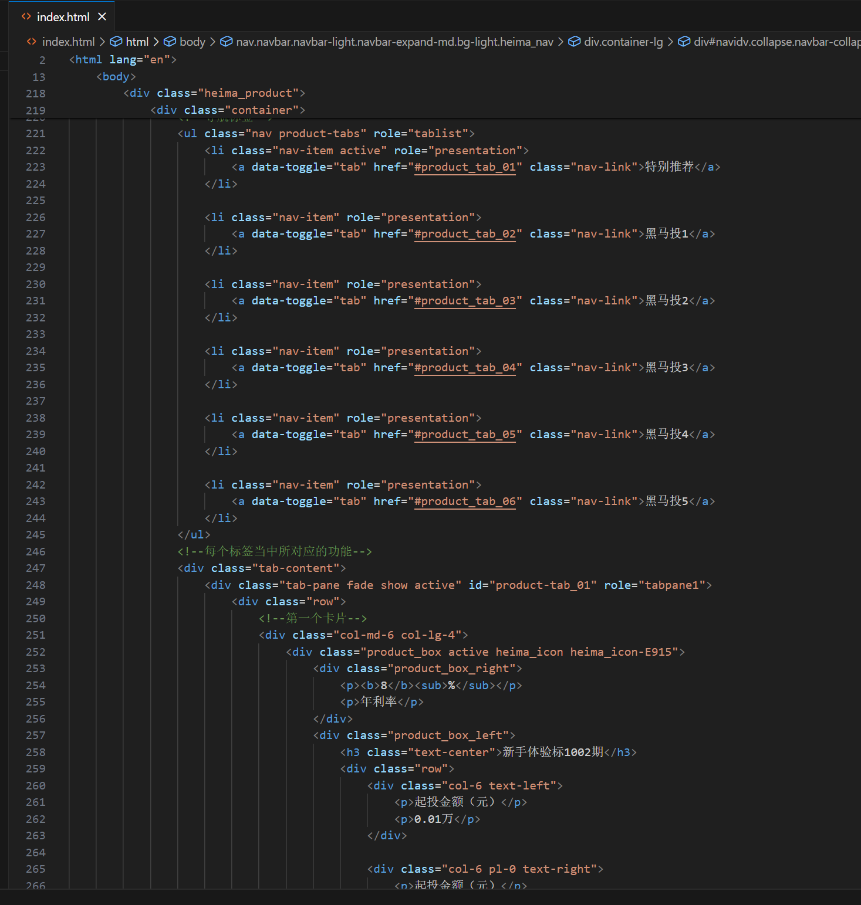 index.html
index.html > html > body > nav.navbar.navbar-light.navbar-expand-md.bg-light.heima_nav > div.container-lg > div#navidv.collapse.navbar-collap
2 <html lang="en">
13 <body>
218 <div class="heima_product">
219 <div class="container">
221 <ul class="nav product-tabs" role="tablist">
222 <li class="nav-item active" role="presentation">
223 <a data-toggle="tab" href="#product_tab_01" class="nav-link">特别推荐</a>
224 </li>
225
226 <li class="nav-item" role="presentation">
227 <a data-toggle="tab" href="#product_tab_02" class="nav-link">黑马投1</a>
228 </li>
229
230 <li class="nav-item" role="presentation">
231 <a data-toggle="tab" href="#product_tab_03" class="nav-link">黑马投2</a>
232 </li>
233
234 <li class="nav-item" role="presentation">
235 <a data-toggle="tab" href="#product_tab_04" class="nav-link">黑马投3</a>
236 </li>
237
238 <li class="nav-item" role="presentation">
239 <a data-toggle="tab" href="#product_tab_05" class="nav-link">黑马投4</a>
240 </li>
241
242 <li class="nav-item" role="presentation">
243 <a data-toggle="tab" href="#product_tab_06" class="nav-link">黑马投5</a>
244 </li>
245 </ul>
246 <!--每个标签当中所对应的功能-->
247 <div class="tab-content">
248 <div class="tab-pane fade show active" id="product-tab_01" role="tabpane1">
249 <div class="row">
250 <!--第一个卡片-->
251 <div class="col-md-6 col-lg-4">
252 <div class="product_box active heima_icon heima_icon-E915">
253 <div class="product_box_right">
254 <p><b>8</b><sub>%</sub></p>
255 <p>年利率</p>
256 </div>
257 <div class="product_box_left">
258 <h3 class="text-center">新手体验标1002期</h3>
259 <div class="row">
260 <div class="col-6 text-left">
261 <p>起投金额（元）</p>
262 <p>0.01万</p>
263 </div>
264
265 <div class="col-6 pl-0 text-right">
266 <p>起投金额（元）</p>